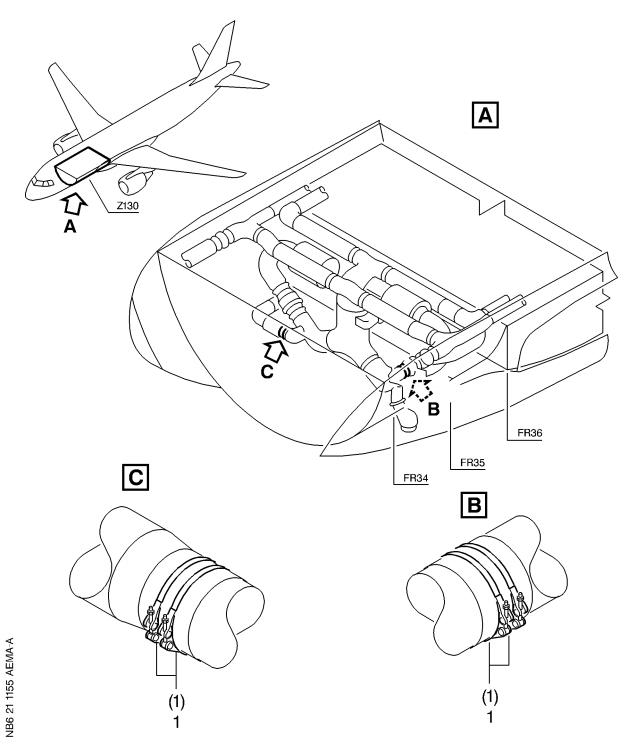 A
Z130
A
C
B
FR36
FR35
FR34
C
B
(1)
1
(1)
1
NB6 21 1155 AEMA-A